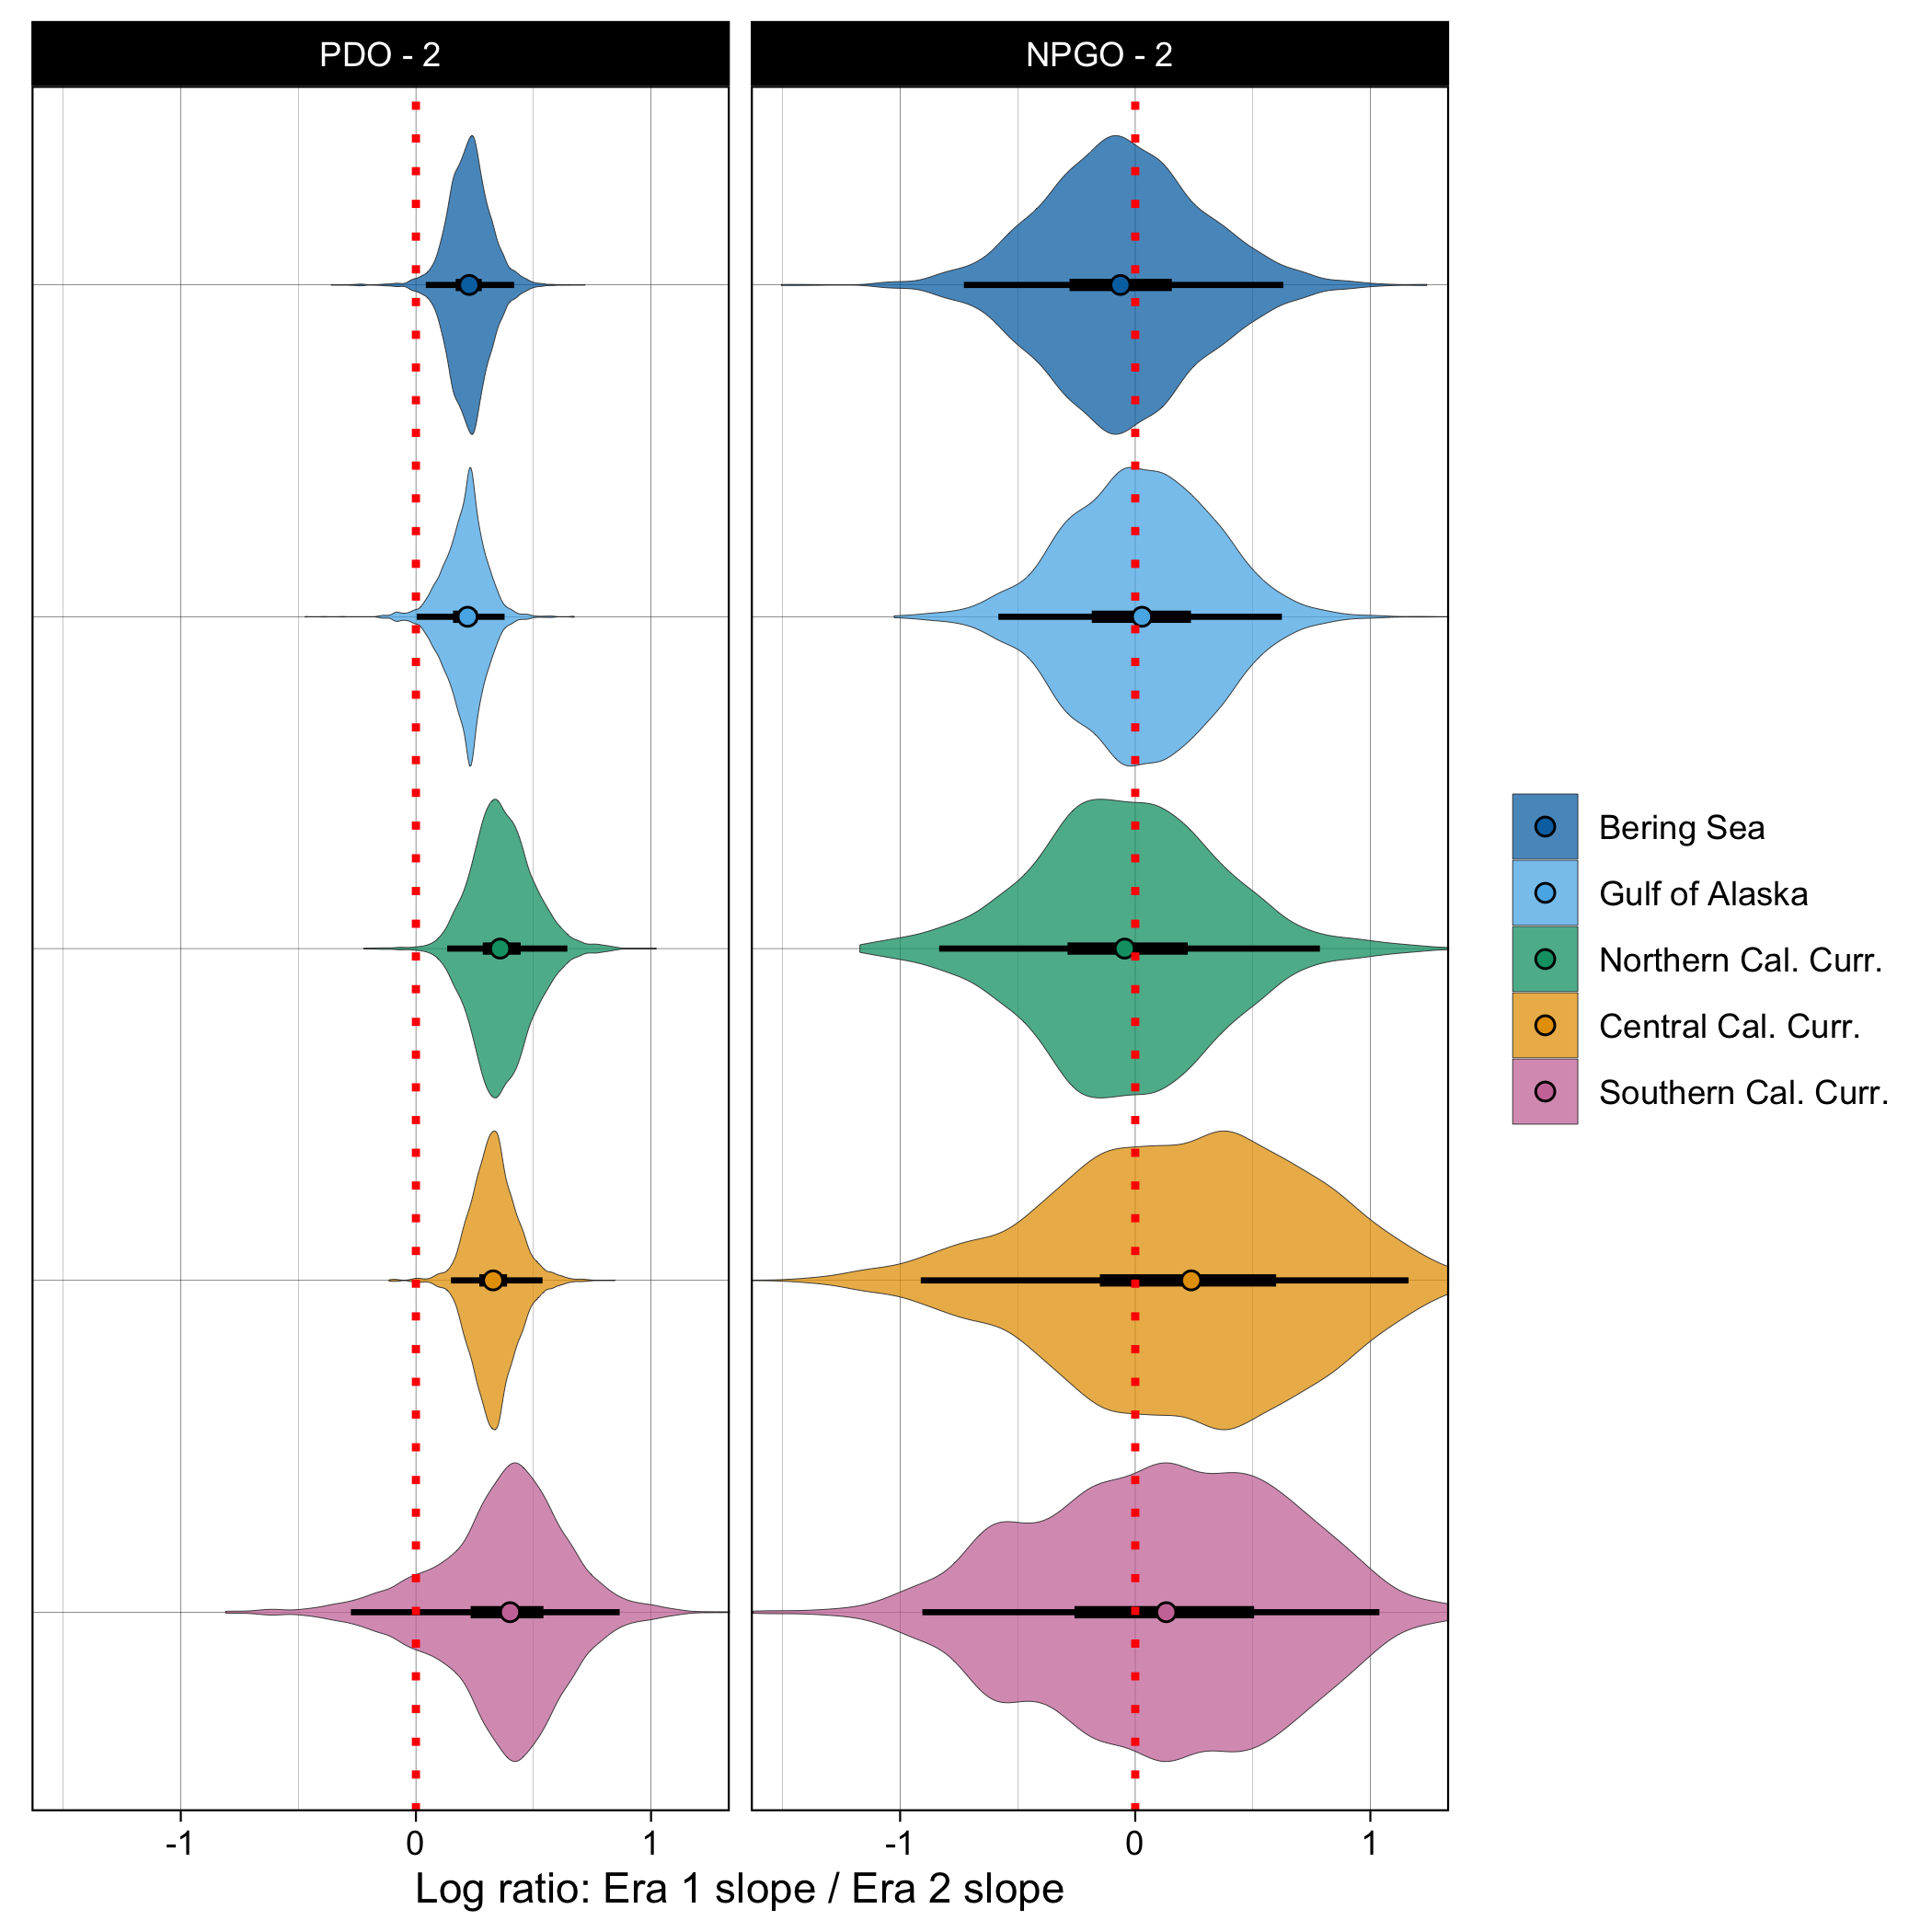 PDO - 2
NPGO - 2
Bering Sea
Gulf of Alaska
Northern Cal. Curr.
Central Cal. Curr.
Southern Cal. Curr.
-1 0 1 -1 0 1
Log ratio: Era 1 slope / Era 2 slope